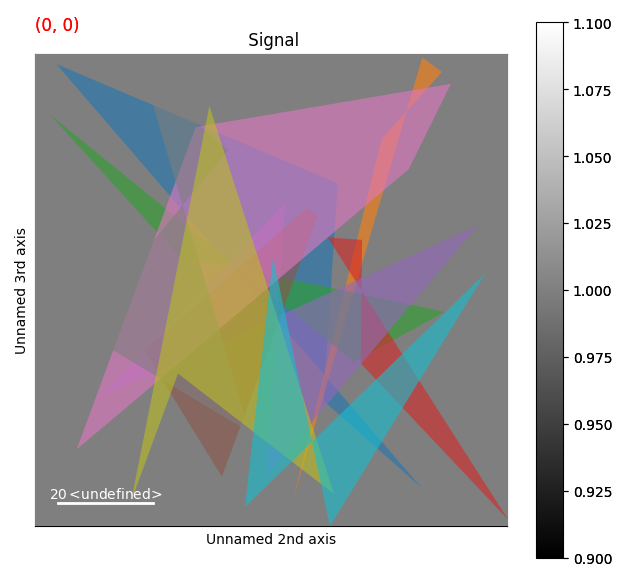 (0, 0)
Signal
Unnamed 3rd axis
20 <undefined>
Unnamed 2nd axis
1.100
1.075
1.050
1.025
1.000
0.975
0.950
0.925
0.900